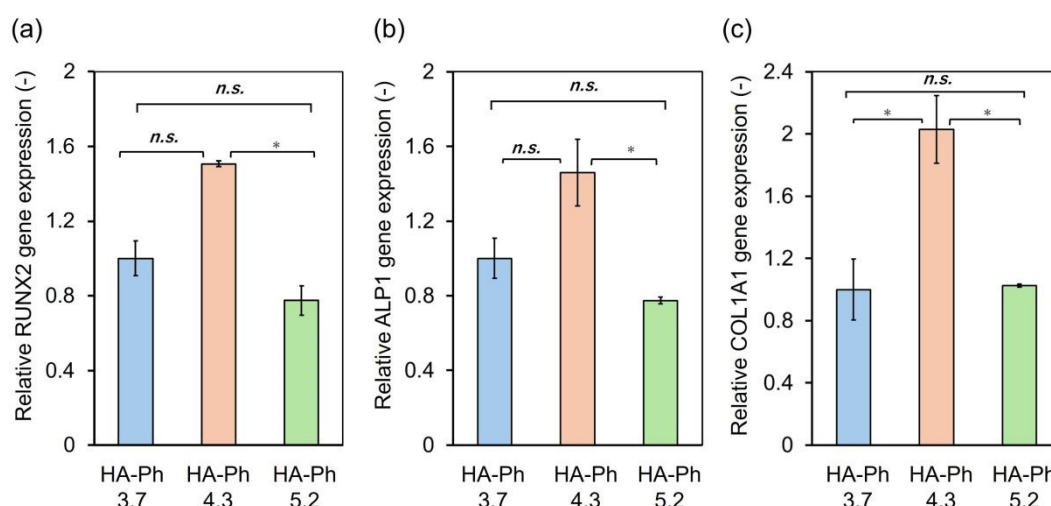 (a)
Relative RUNX2 gene expression (-)
2
1.6
1.2
0.8
0.4
0
n.s.
n.s.
*
HA-Ph HA-Ph HA-Ph
3.7 4.3 5.2
(b)
Relative ALP1 gene expression (-)
2
1.6
1.2
0.8
0.4
0
n.s.
n.s.
*
HA-Ph HA-Ph HA-Ph
3.7 4.3 5.2
(c)
Relative COL1A1 gene expression (-)
2.4
2
1.6
1.2
0.8
0.4
0
n.s.
* *
HA-Ph HA-Ph HA-Ph
3.7 4.3 5.2